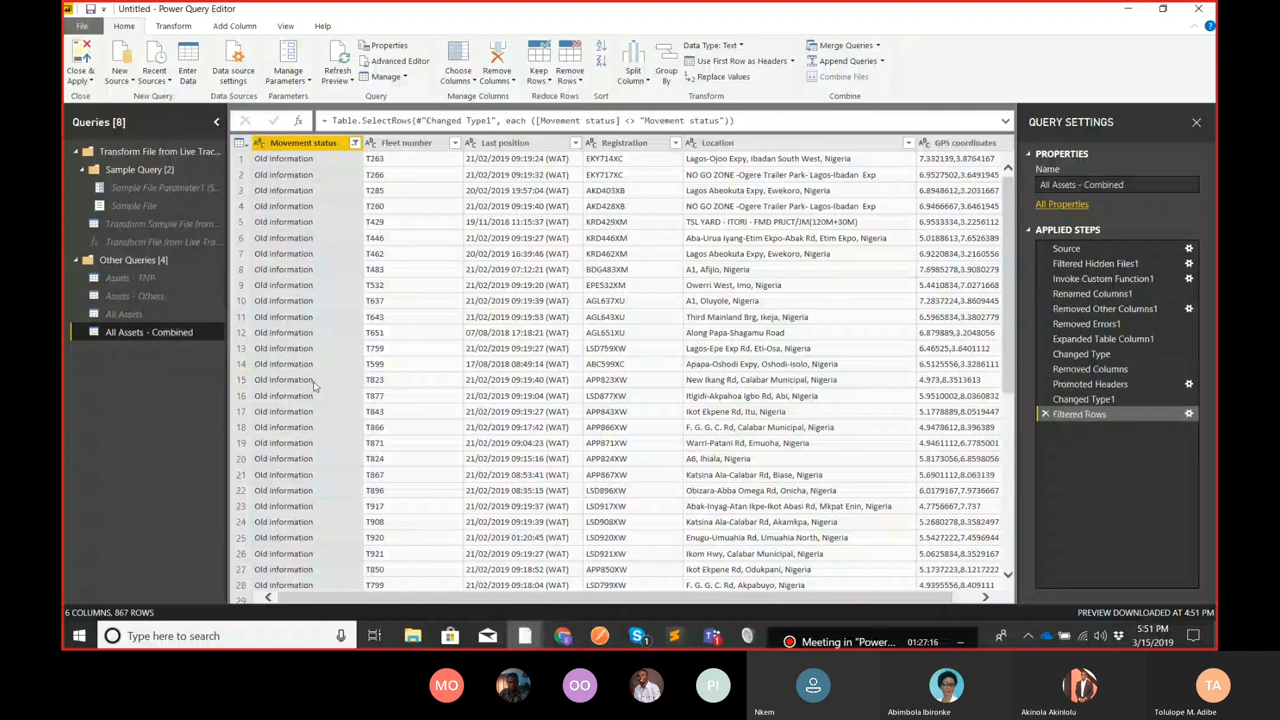 Untitled - Power Query Editor
File Home Transform Add Column View Help
Close & Apply New Source Recent Sources Enter Data Data source settings Manage Parameters Refresh Preview Properties Advanced Editor Manage Choose Columns Remove Columns Keep Rows Remove Rows Split Column Group By Data Type: Text Use First Row as Headers Replace Values Merge Queries Append Queries Combine Files
Close New Query Data Sources Parameters Query Manage Columns Reduce Rows Sort Transform Combine
Queries [8]
Transform File from Live Trac...
Sample Query [2]
Sample File Parameter1 (S...
Sample File
Transform Sample File from...
Transform File from Live Tra...
Other Queries [4]
Assets - TNP
Assets - Others
All Assets
All Assets - Combined
= Table.SelectRows(#"Changed Type1", each ([Movement status] <> "Movement status"))
Movement status Fleet number Last position Registration Location GPS coordinates
1 Old information T263 21/02/2019 09:19:24 (WAT) EKY714XC Lagos-Ojoo Expy, Ibadan South West, Nigeria 7.332139,3.8764167
2 Old information T266 21/02/2019 09:19:32 (WAT) EKY717XC NO GO ZONE -Ogere Trailer Park- Lagos-Ibadan Exp 6.9527502,3.6491945
3 Old information T285 20/02/2019 19:57:04 (WAT) AKD403XB Lagos Abeokuta Expy, Ewekoro, Nigeria 6.8948612,3.2031667
4 Old information T260 21/02/2019 09:19:40 (WAT) AKD428XB NO GO ZONE -Ogere Trailer Park- Lagos-Ibadan Exp 6.9466667,3.6461945
5 Old information T429 19/11/2018 11:15:37 (WAT) KRD429XM TSL YARD - ITORI - FMD PRJCT/JM(120M+30M) 6.9533334,3.2256112
6 Old information T446 21/02/2019 09:19:27 (WAT) KRD446XM Aba-Urua Iyang-Etim Ekpo-Abak Rd, Etim Expo, Nigeria 5.0188613,7.6526389
7 Old information T462 20/02/2019 16:39:46 (WAT) KRD462XM Lagos Abeokuta Expy, Ewekoro, Nigeria 6.9220834,3.2160556
8 Old information T483 21/02/2019 07:12:21 (WAT) BDG483XM A1, Afijio, Nigeria 7.6985278,3.9080279
9 Old information T532 21/02/2019 09:19:20 (WAT) EPE532XM Owerri West, Imo, Nigeria 5.4410834,7.0271668
10 Old information T637 21/02/2019 09:19:39 (WAT) AGL637XU A1, Oluyole, Nigeria 7.2837224,3.8609445
11 Old information T643 21/02/2019 09:19:39 (WAT) AGL643XU Third Mainland Brg, Ikeja, Nigeria 6.5965834,3.3802779
12 Old information T651 07/08/2018 17:18:21 (WAT) AGL651XU Along Papa-Shagamu Road 6.879889,3.2048056
13 Old information T759 21/02/2019 09:19:39 (WAT) LSD759XW Lagos-Epe Exp Rd, Eti-Osa, Nigeria 6.46525,3.6401112
14 Old information T599 17/08/2018 08:49:14 (WAT) ABC599XC Apapa-Oshodi Expy, Oshodi-Isolo, Nigeria 6.5125556,3.3286111
15 Old information T823 21/02/2019 09:19:40 (WAT) APP823XW New Ikang Rd, Calabar Municipal, Nigeria 4.973,8.3513615
16 Old information T877 21/02/2019 09:19:28 (WAT) LSD877XW Itigidi-Akpahoa Igbo Rd, Abi, Nigeria 5.9510002,8.0360832
17 Old information T843 21/02/2019 09:19:27 (WAT) APP843XW Ikot Ekpene Rd, Itu, Nigeria 5.1778889,8.0519447
18 Old information T866 21/02/2019 09:17:42 (WAT) APP866XW F. G. G. C. Rd, Calabar Municipal, Nigeria 4.9478612,8.396389
19 Old information T871 21/02/2019 09:04:23 (WAT) APP871XW Warri-Patani Rd, Emuoha, Nigeria 4.9461112,6.7785001
20 Old information T824 21/02/2019 09:15:16 (WAT) APP824XW A6, Ihiala, Nigeria 5.8173056,6.8598056
21 Old information T867 21/02/2019 08:53:41 (WAT) APP867XW Katsina Ala-Calabar Rd, Biase, Nigeria 5.6901112,8.063139
22 Old information T896 21/02/2019 08:35:15 (WAT) LSD896XW Obizara-Abba Omega Rd, Onicha, Nigeria 6.0179167,7.9736667
23 Old information T917 21/02/2019 09:19:37 (WAT) LSD917XW Abak-Inyang-Atan Ikpe-Ikot Abasi Rd, Mkpat Enin, Nigeria 4.7756667,7.737
24 Old information T908 21/02/2019 09:19:39 (WAT) LSD908XW Katsina Ala-Calabar Rd, Akamkpa, Nigeria 5.2680278,8.3582497
25 Old information T920 21/02/2019 01:20:45 (WAT) LSD920XW Enugu-Umuahia Rd, Umuahia North, Nigeria 5.5427222,7.4596944
26 Old information T921 21/02/2019 09:19:27 (WAT) LSD921XW Ikom Hwy, Calabar Municipal, Nigeria 5.0625834,8.3529167
27 Old information T850 21/02/2019 09:18:52 (WAT) APP850XW Ikot Ekpene Rd, Odukpani, Nigeria 5.1737223,8.1217222
28 Old information T799 21/02/2019 09:18:04 (WAT) LSD799XW F. G. G. C. Rd, Akpabuyo, Nigeria 4.9395556,8.409111
29
QUERY SETTINGS
PROPERTIES
Name
All Assets - Combined
All Properties
APPLIED STEPS
Source
Filtered Hidden Files1
Invoke Custom Function1
Renamed Columns1
Removed Other Columns1
Removed Errors1
Expanded Table Column1
Changed Type
Removed Columns
Promoted Headers
Changed Type1
Filtered Rows
6 COLUMNS, 867 ROWS PREVIEW DOWNLOADED AT 4:51 PM
Type here to search
Meeting in "Power... 01:27:16
5:51 PM
3/15/2019
MO OO PI TA
Nkem Abimbola Ibironke Akinola Akinlolu Tolulope M. Adibe